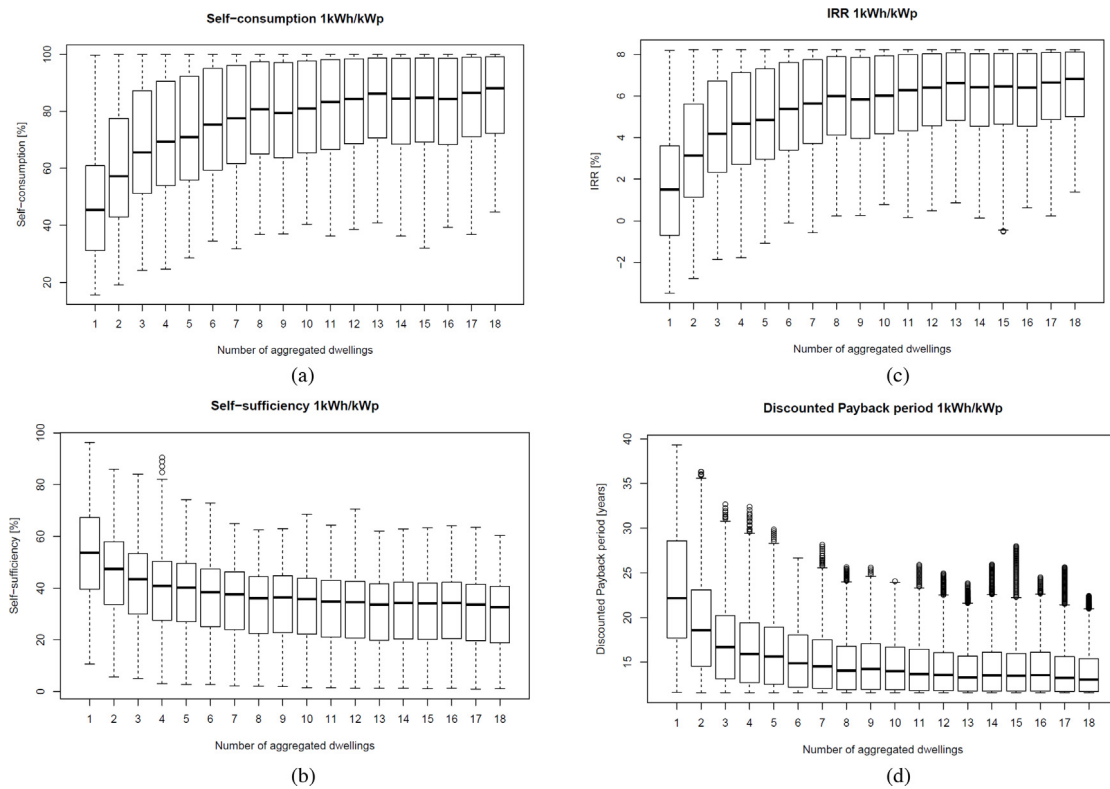 Self-consumption 1kWh/kWp
Self-consumption [%]
100
80
60
40
20
1 2 3 4 5 6 7 8 9 10 11 12 13 14 15 16 17 18
Number of aggregated dwellings
(a)
IRR 1kWh/kWp
IRR [%]
8
6
4
2
0
−2
1 2 3 4 5 6 7 8 9 10 11 12 13 14 15 16 17 18
Number of aggregated dwellings
(c)
Self-sufficiency 1kWh/kWp
Self-sufficiency [%]
100
80
60
40
20
0
1 2 3 4 5 6 7 8 9 10 11 12 13 14 15 16 17 18
Number of aggregated dwellings
(b)
Discounted Payback period 1kWh/kWp
Discounted Payback period [years]
40
35
30
25
20
15
1 2 3 4 5 6 7 8 9 10 11 12 13 14 15 16 17 18
Number of aggregated dwellings
(d)